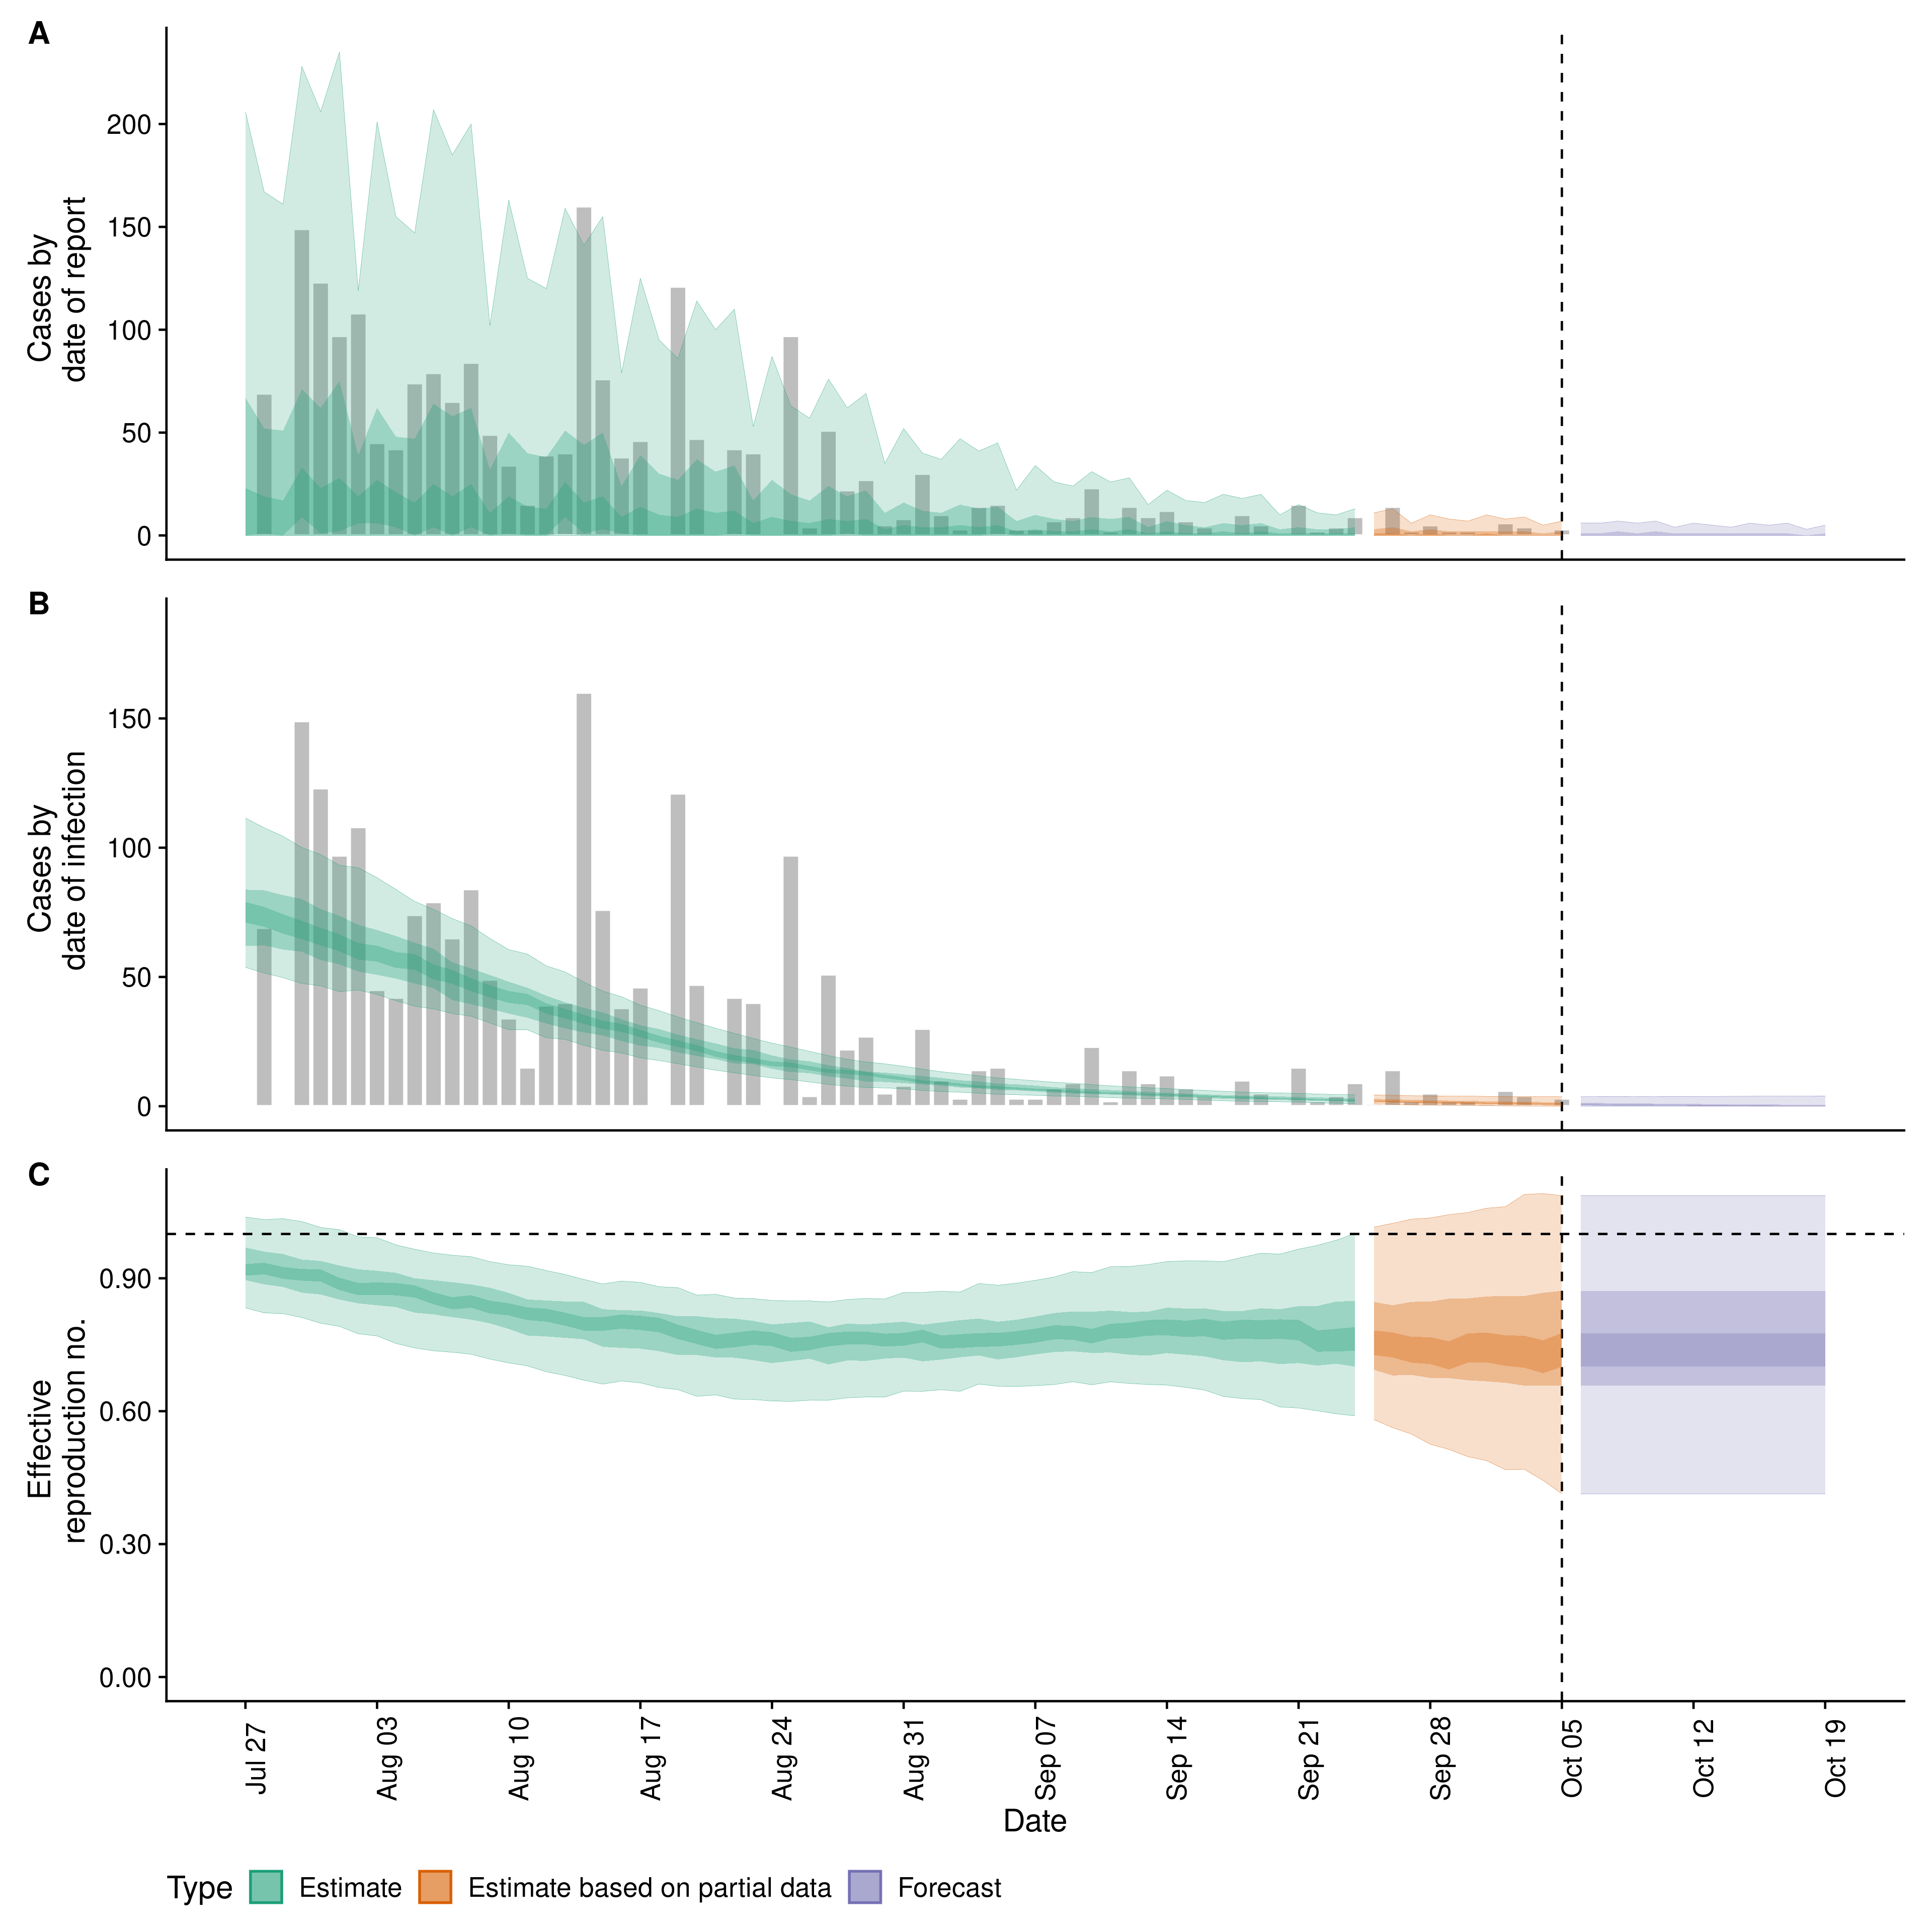 A
Cases by
date of report
200
150
100
50
0
B
Cases by
date of infection
150
100
50
0
C
Effective
reproduction no.
0.90
0.60
0.30
0.00
Jul 27
Aug 03
Aug 10
Aug 17
Aug 24
Aug 31
Sep 07
Sep 14
Sep 21
Sep 28
Oct 05
Oct 12
Oct 19
Date
Type Estimate Estimate based on partial data Forecast